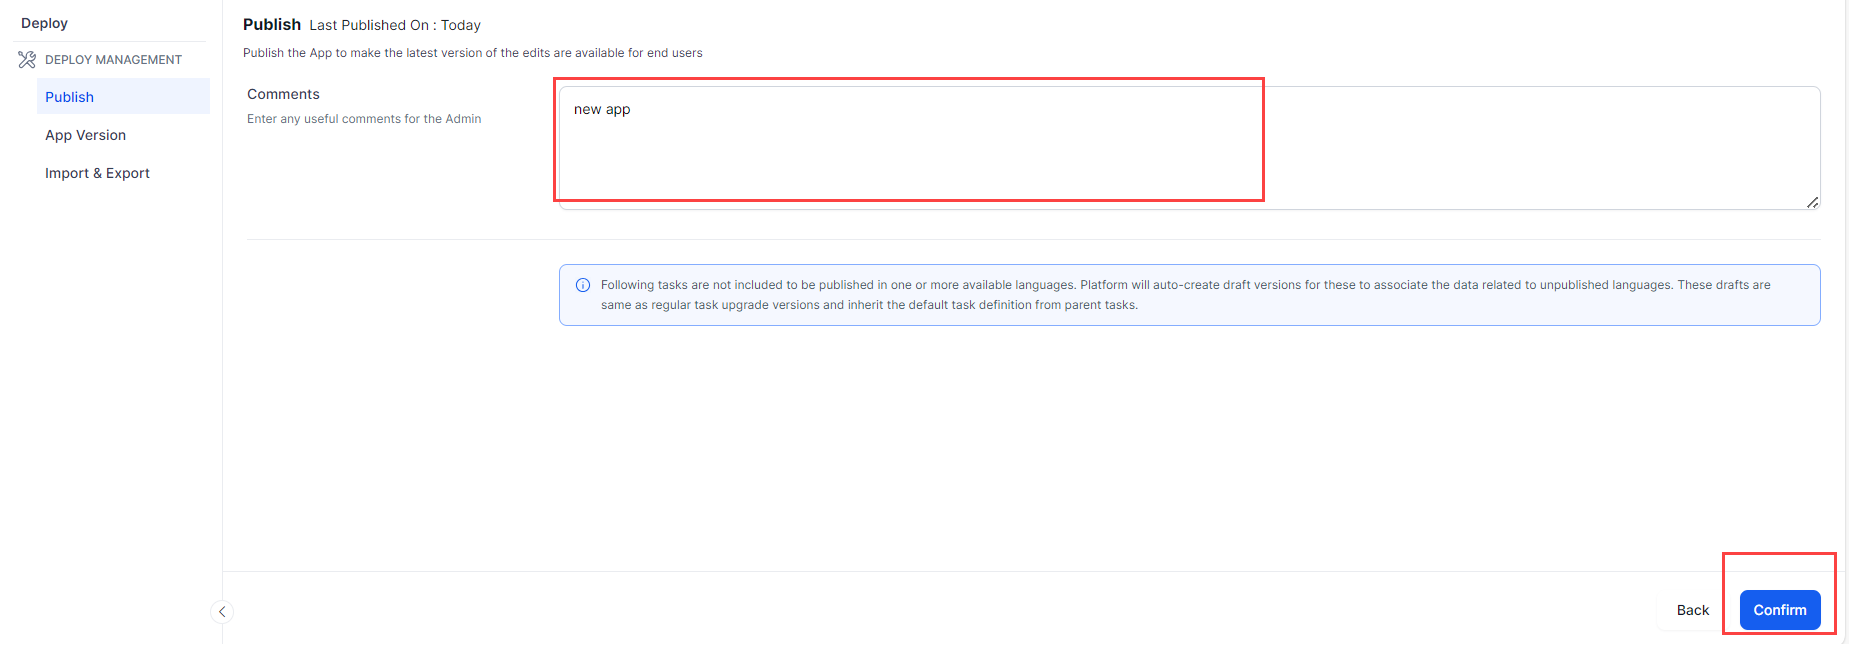 Deploy
DEPLOY MANAGEMENT
Publish
App Version
Import & Export
Publish Last Published On : Today
Publish the App to make the latest version of the edits are available for end users
Comments
Enter any useful comments for the Admin
new app
Following tasks are not included to be published in one or more available languages. Platform will auto-create draft versions for these to associate the data related to unpublished languages. These drafts are
same as regular task upgrade versions and inherit the default task definition from parent tasks.
Back
Confirm